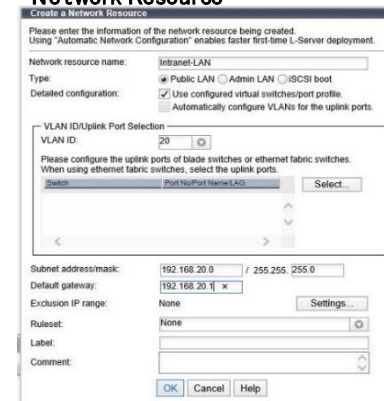 Network Resource
Create a Network Resource
Please enter the information of the network resource being created.
Using "Automatic Network Configuration" enables faster first-time L-Server deployment.
Network resource name: Intranet-LAN
Type: Public LAN Admin LAN iSCSI boot
Detailed configuration: Use configured virtual switches/port profile.
Automatically configure VLANs for the uplink ports.
VLAN ID/Uplink Port Selection
VLAN ID: 20
Please configure the uplink ports of blade switches or ethernet fabric switches.
When using ethernet fabric switches, select the uplink ports.
Switch Port No/Port Name/LAG Select...
Subnet address/mask: 192.168.20.0 / 255.255. 255.0
Default gateway: 192.168.20.1 ×
Exclusion IP range: None Settings...
Ruleset: None
Label:
Comment:
OK Cancel Help